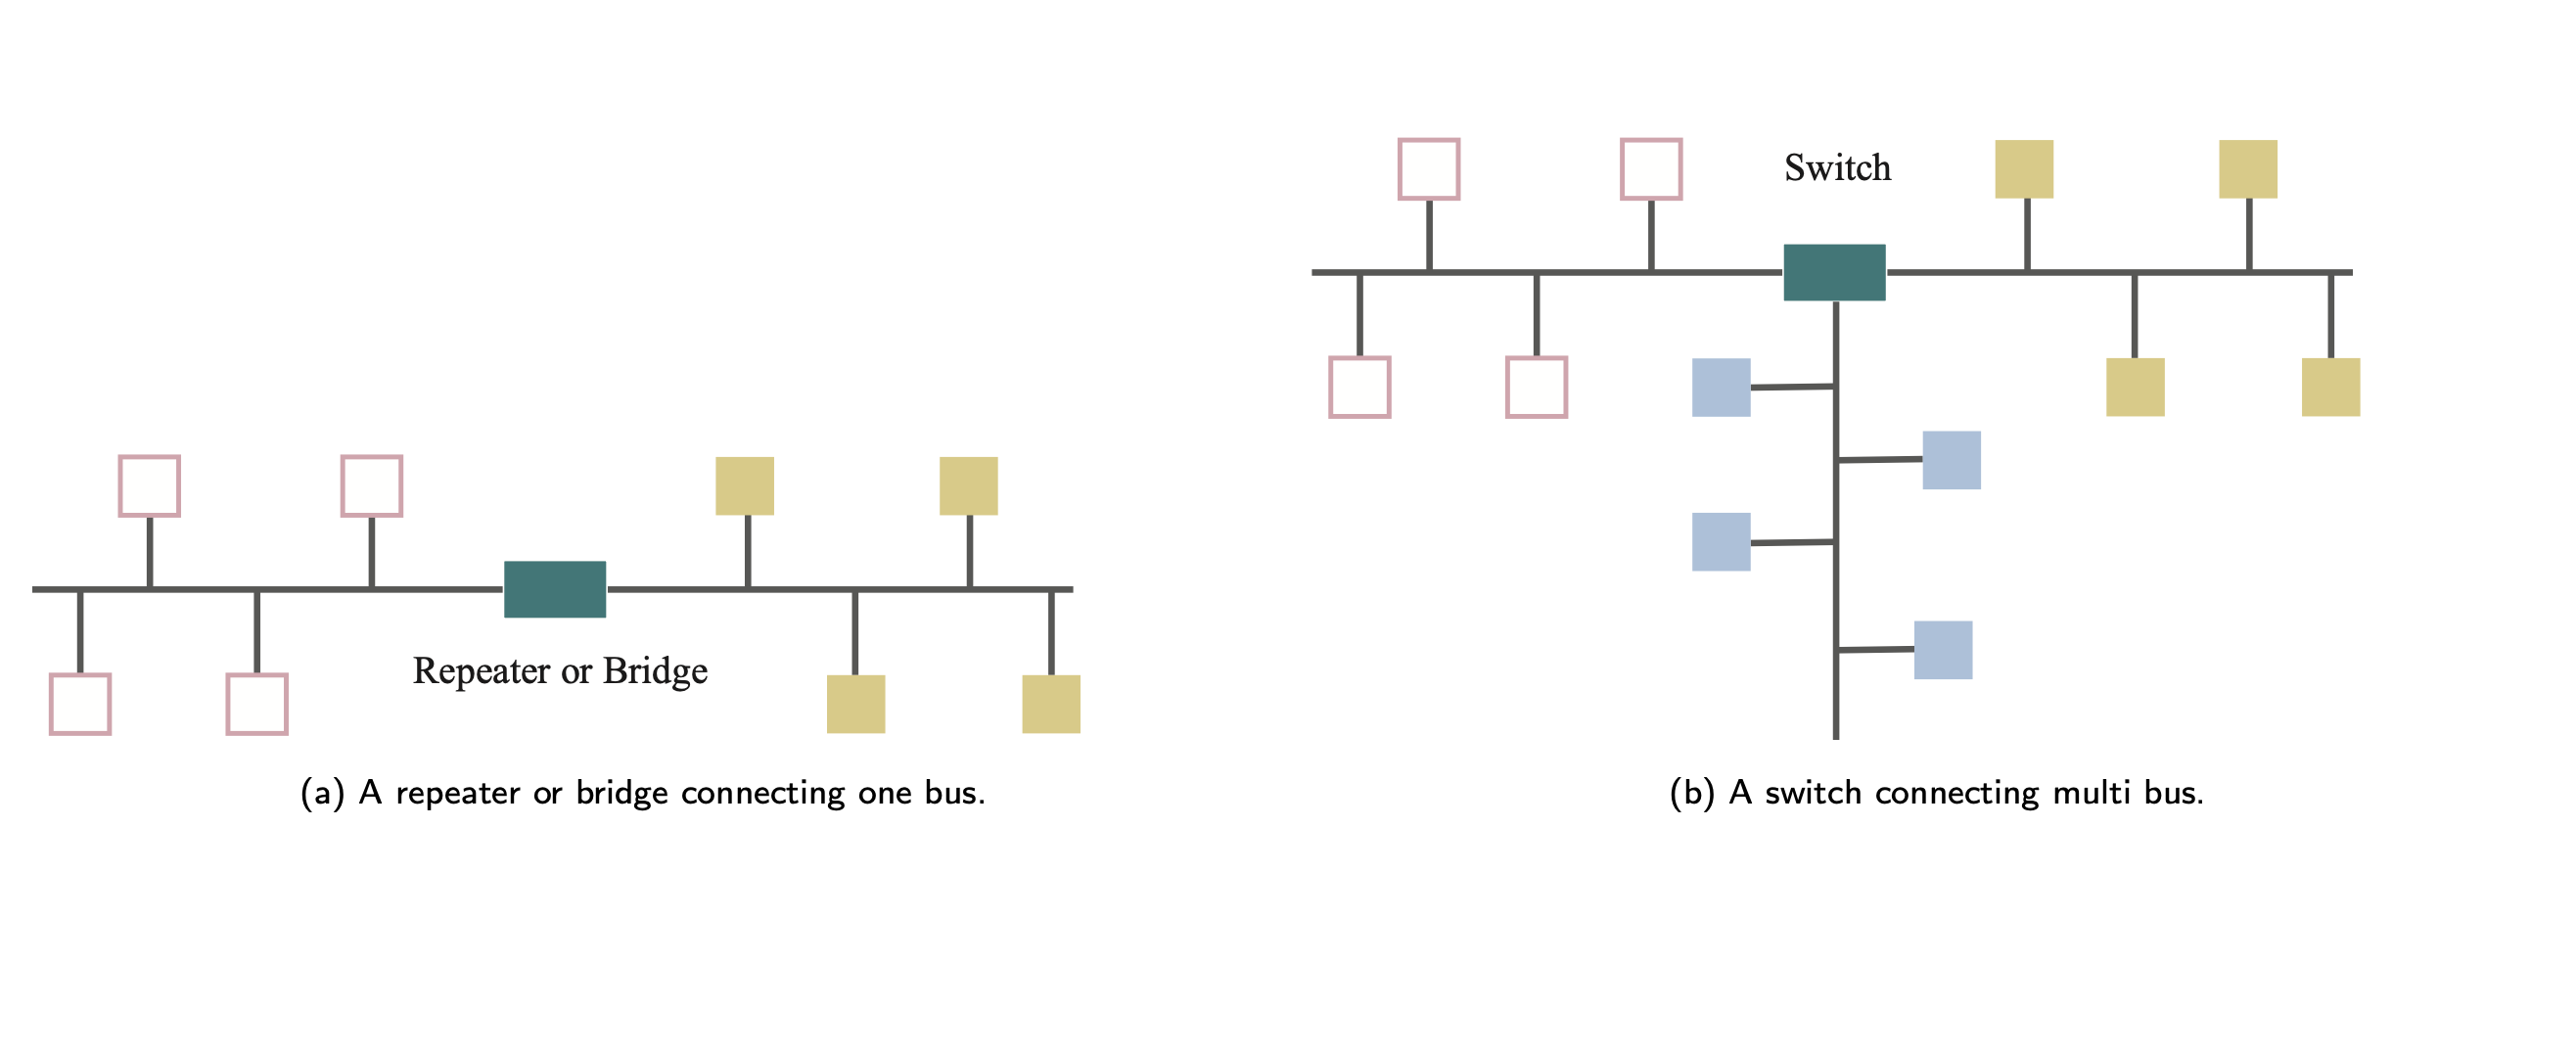 Switch
Repeater or Bridge
(a) A repeater or bridge connecting one bus.
(b) A switch connecting multi bus.